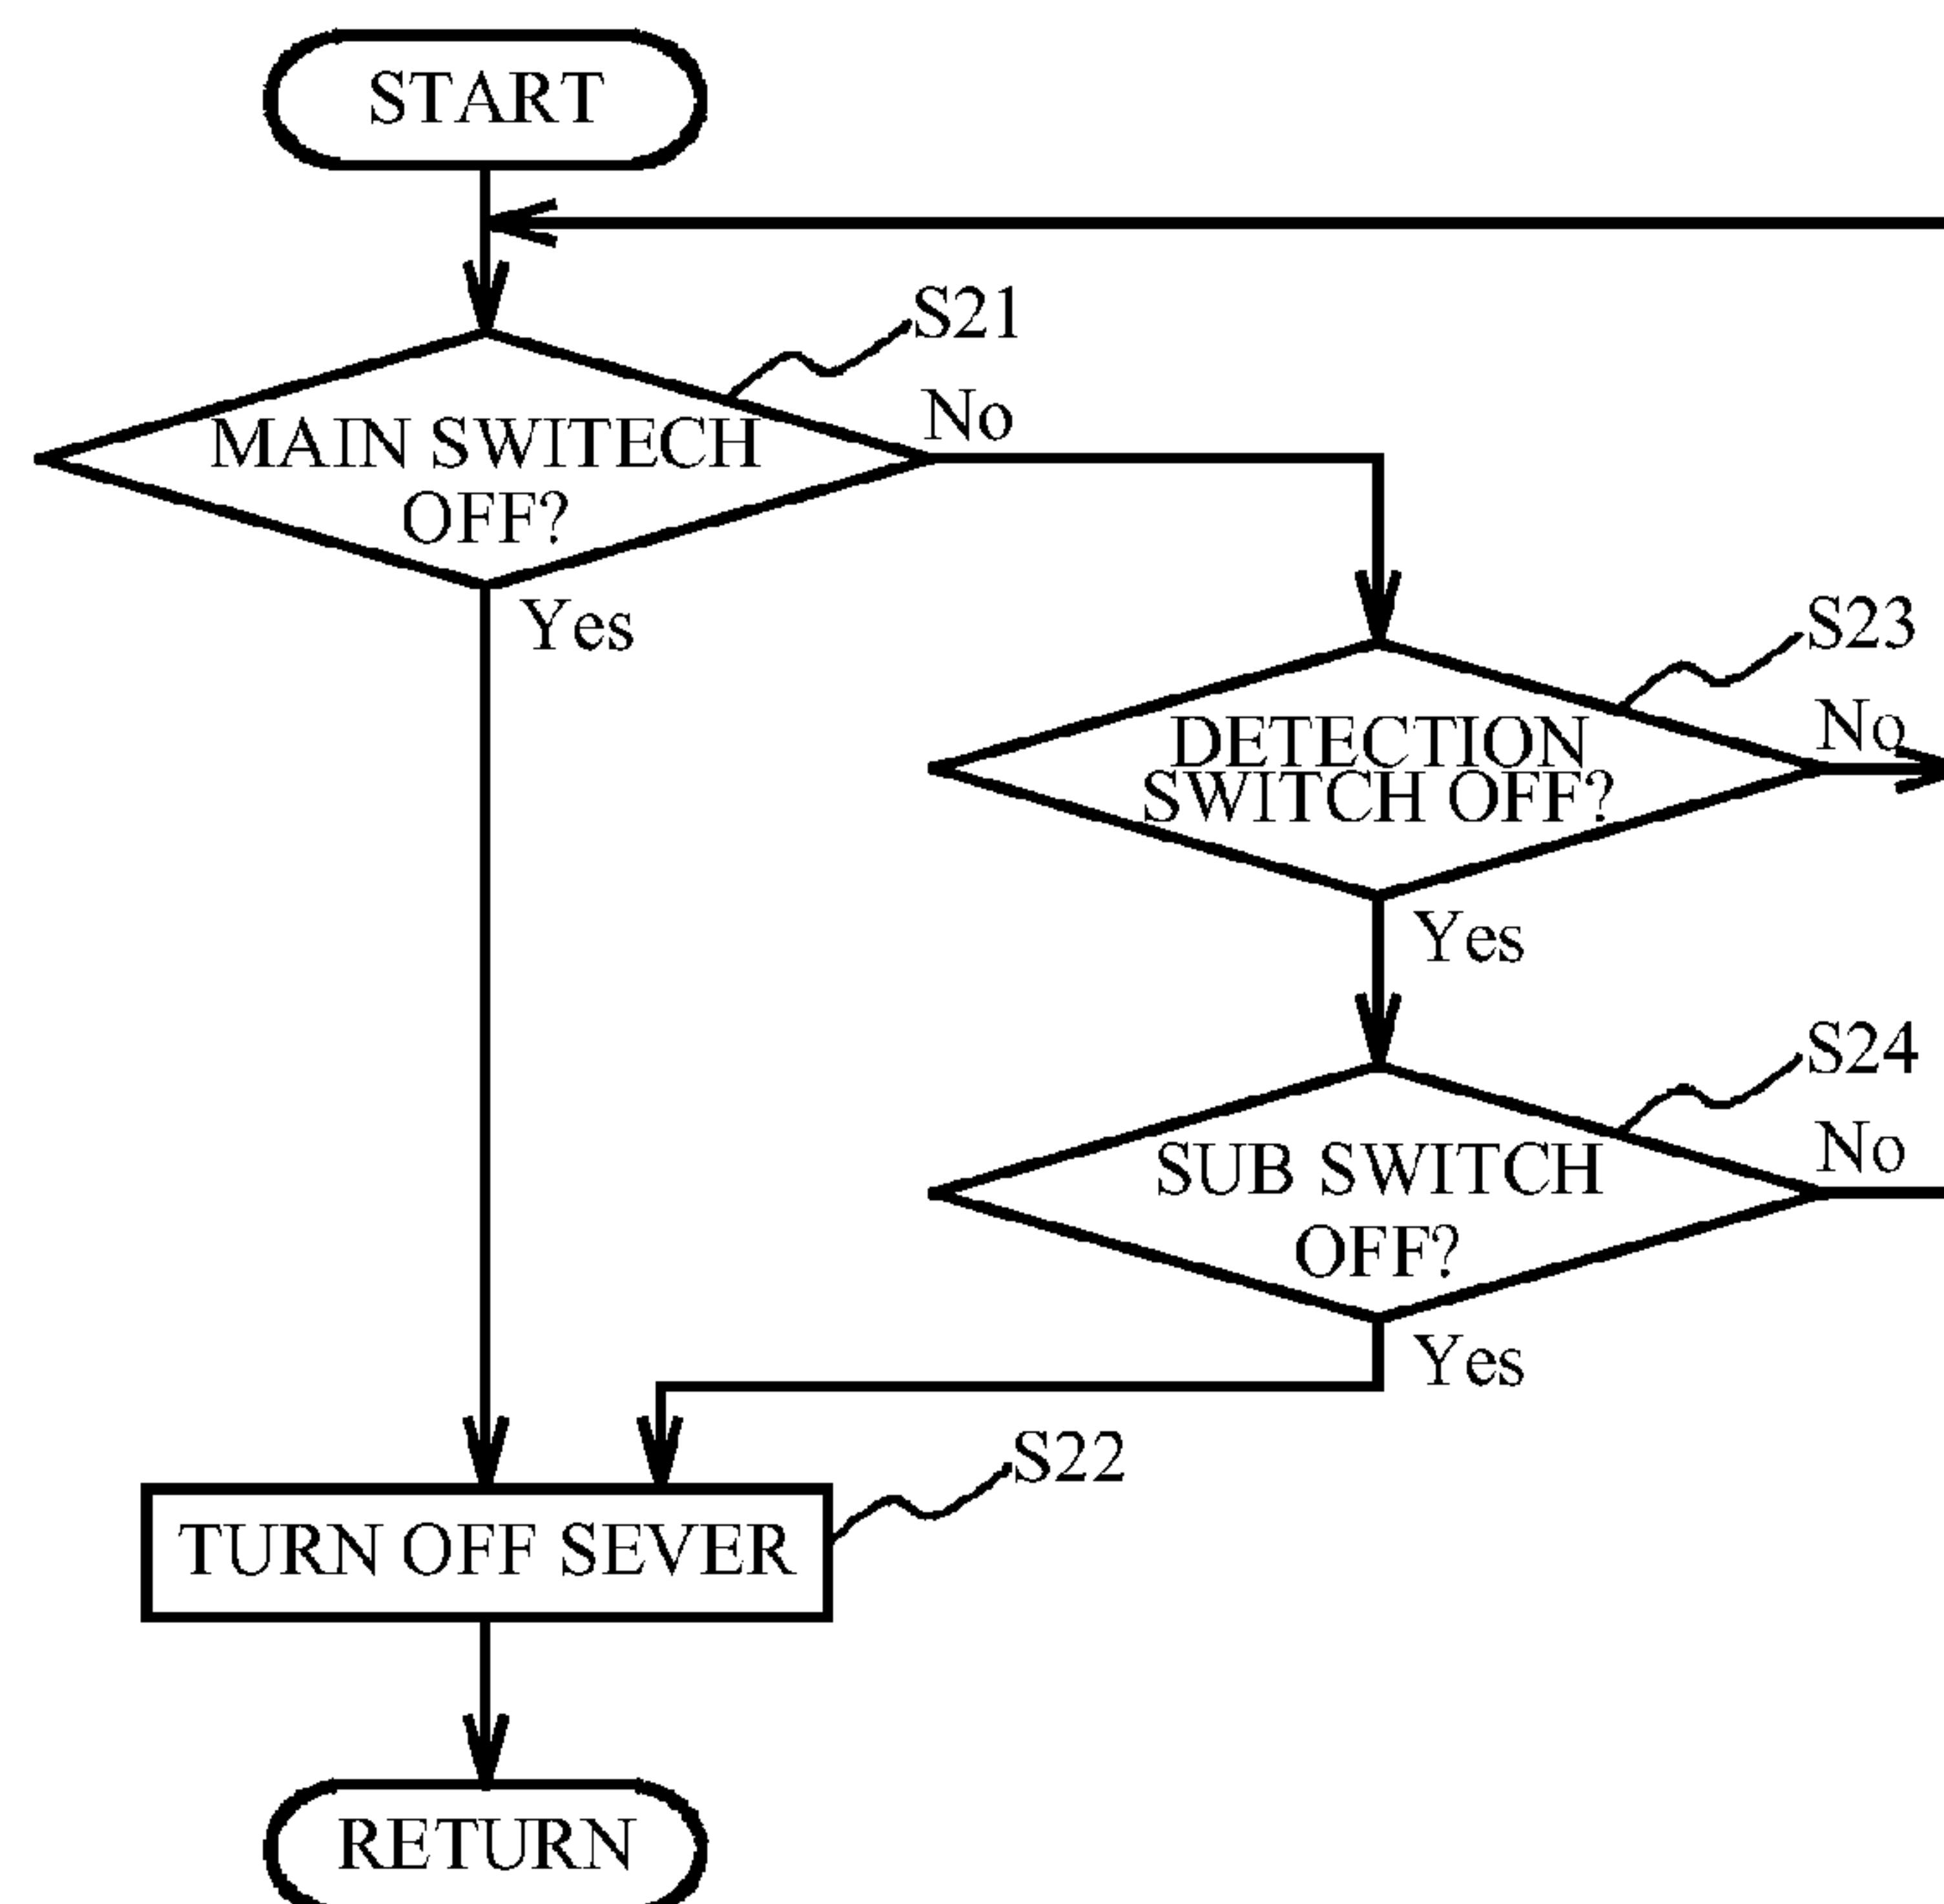 START
S21
No
MAIN SWITECH
OFF?
Yes
S23
No
DETECTION
SWITCH OFF?
Yes
S24
No
SUB SWITCH
OFF?
Yes
S22
TURN OFF SEVER
RETURN